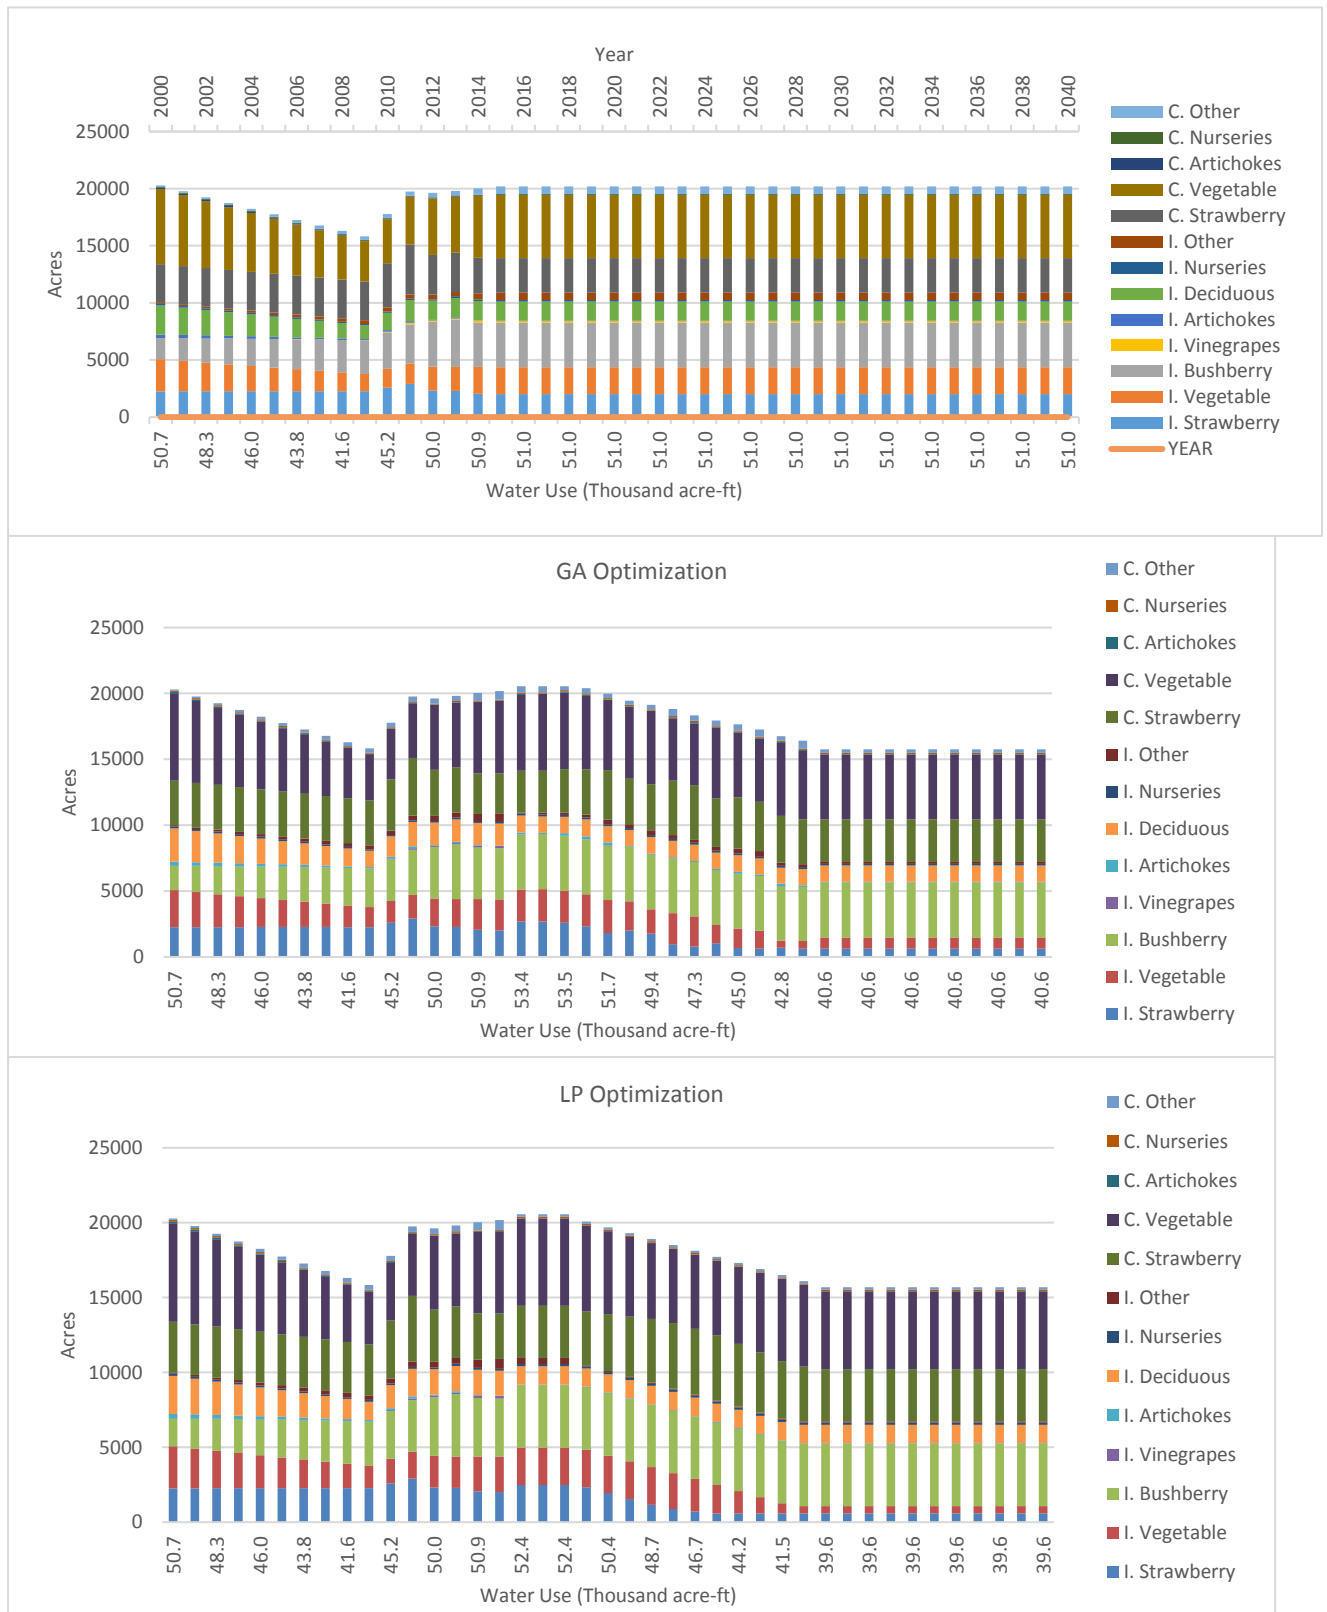 Year
2000 2002 2004 2006 2008 2010 2012 2014 2016 2018 2020 2022 2024 2026 2028 2030 2032 2034 2036 2038 2040
25000
20000
15000
10000
5000
0
Acres
50.7 48.3 46.0 43.8 41.6 45.2 50.0 50.9 51.0 51.0 51.0 51.0 51.0 51.0 51.0 51.0 51.0 51.0 51.0 51.0 51.0
Water Use (Thousand acre-ft)
C. Other
C. Nurseries
C. Artichokes
C. Vegetable
C. Strawberry
I. Other
I. Nurseries
I. Deciduous
I. Artichokes
I. Vinegrapes
I. Bushberry
I. Vegetable
I. Strawberry
YEAR
GA Optimization
25000
20000
15000
10000
5000
0
Acres
50.7 48.3 46.0 43.8 41.6 45.2 50.0 50.9 53.4 53.5 51.7 49.4 47.3 45.0 42.8 40.6 40.6 40.6 40.6 40.6 40.6
Water Use (Thousand acre-ft)
C. Other
C. Nurseries
C. Artichokes
C. Vegetable
C. Strawberry
I. Other
I. Nurseries
I. Deciduous
I. Artichokes
I. Vinegrapes
I. Bushberry
I. Vegetable
I. Strawberry
LP Optimization
25000
20000
15000
10000
5000
0
Acres
50.7 48.3 46.0 43.8 41.6 45.2 50.0 50.9 52.4 52.4 50.4 48.7 46.7 44.2 41.5 39.6 39.6 39.6 39.6 39.6 39.6
Water Use (Thousand acre-ft)
C. Other
C. Nurseries
C. Artichokes
C. Vegetable
C. Strawberry
I. Other
I. Nurseries
I. Deciduous
I. Artichokes
I. Vinegrapes
I. Bushberry
I. Vegetable
I. Strawberry